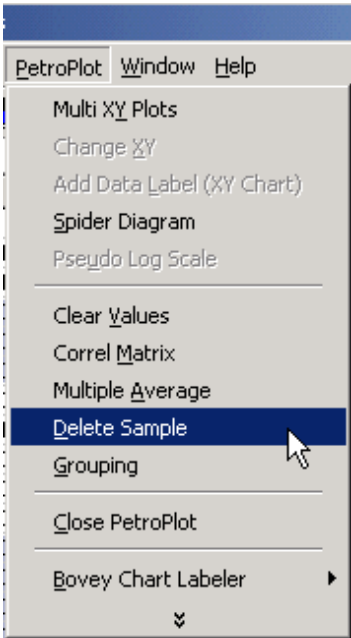 PetroPlot Window Help
Multi XY Plots
Change XY
Add Data Label (XY Chart)
Spider Diagram
Pseudo Log Scale
Clear Values
Correl Matrix
Multiple Average
Delete Sample
Grouping
Close PetroPlot
Bovey Chart Labeler